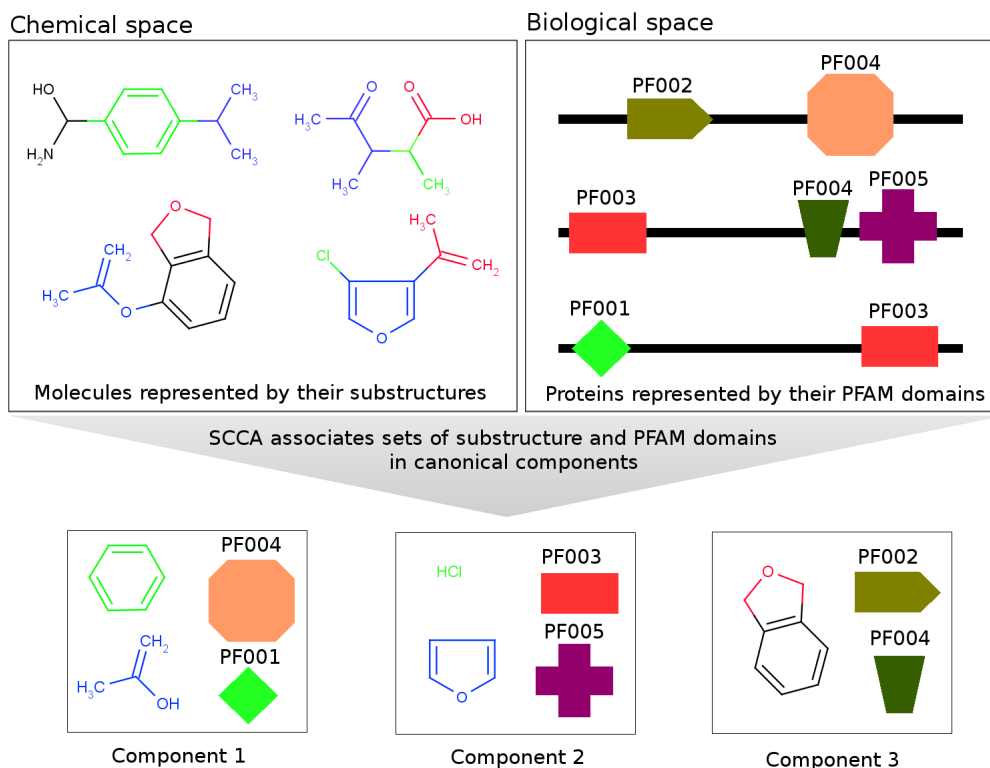 Chemical space
HO
H₂N
CH₃
CH₃
O
O
H₃C
OH
H₃C
CH₃
O
CH₂
H₃C
O
H₃C
Cl
CH₂
O
Molecules represented by their substructures
Biological space
PF002
PF004
PF003
PF004
PF005
PF001
PF003
Proteins represented by their PFAM domains
SCCA associates sets of substructure and PFAM domains
in canonical components
CH₂
H₃C
OH
PF004
PF001
Component 1
HCl
O
PF003
PF005
Component 2
O
PF002
PF004
Component 3